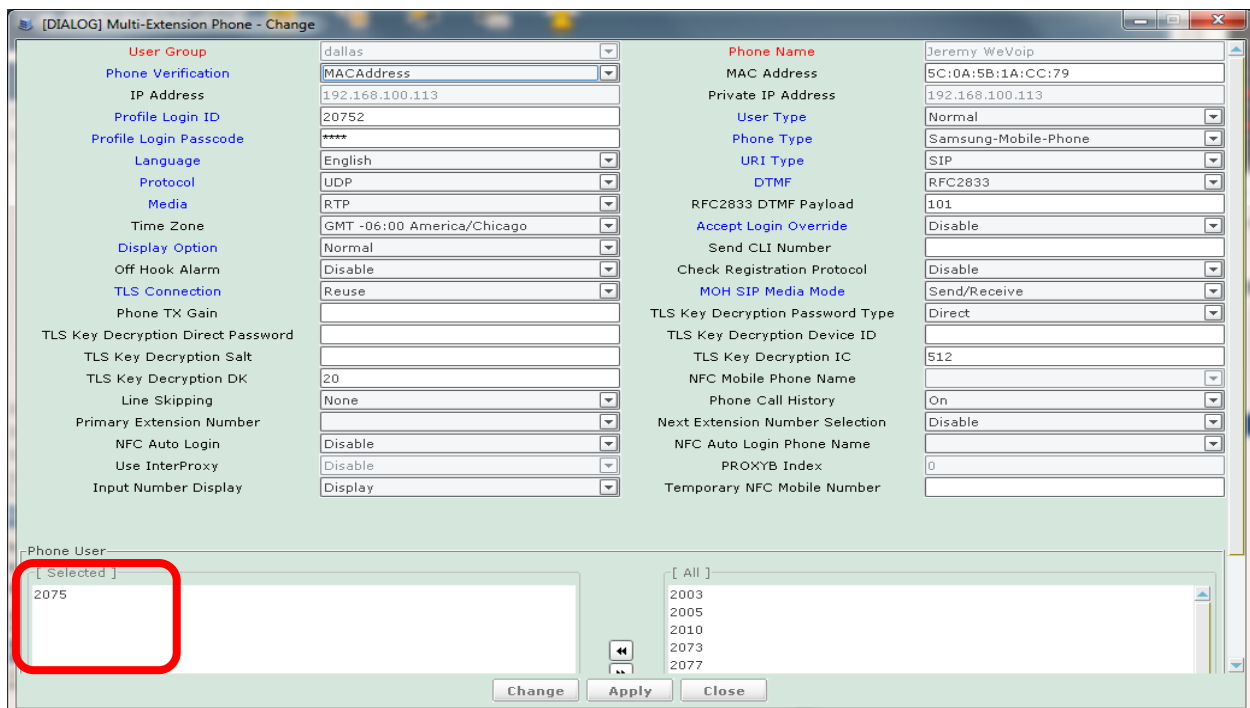 [DIALOG] Multi-Extension Phone - Change
User Group dallas Phone Name Jeremy WeVoip
Phone Verification MACAddress MAC Address 5C:0A:5B:1A:CC:79
IP Address 192.168.100.113 Private IP Address 192.168.100.113
Profile Login ID 20752 User Type Normal
Profile Login Passcode **** Phone Type Samsung-Mobile-Phone
Language English URI Type SIP
Protocol UDP DTMF RFC2833
Media RTP RFC2833 DTMF Payload 101
Time Zone GMT -06:00 America/Chicago Accept Login Override Disable
Display Option Normal Send CLI Number
Off Hook Alarm Disable Check Registration Protocol Disable
TLS Connection Reuse MOH SIP Media Mode Send/Receive
Phone TX Gain TLS Key Decryption Password Type Direct
TLS Key Decryption Direct Password TLS Key Decryption Device ID
TLS Key Decryption Salt TLS Key Decryption IC 512
TLS Key Decryption DK 20 NFC Mobile Phone Name
Line Skipping None Phone Call History On
Primary Extension Number Next Extension Number Selection Disable
NFC Auto Login Disable NFC Auto Login Phone Name
Use InterProxy Disable PROXYB Index 0
Input Number Display Display Temporary NFC Mobile Number
Phone User
[ Selected ] [ All ]
2075 2003
2005
2010
2073
2077
Change Apply Close